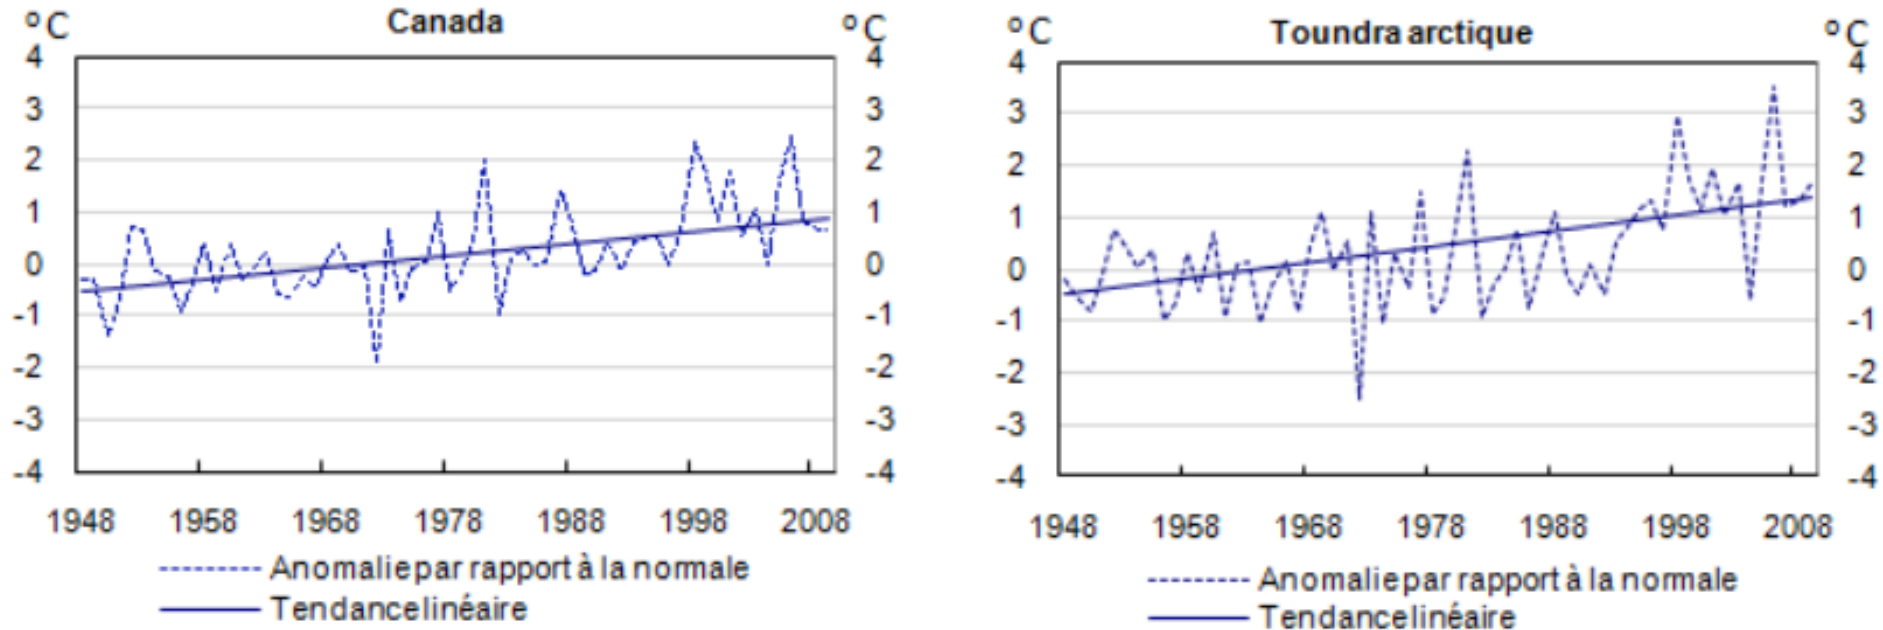 Canada
°C °C
4 4
3 3
2 2
1 1
0 0
-1 -1
-2 -2
-3 -3
-4 -4
1948 1958 1968 1978 1988 1998 2008
Anomalie par rapport à la normale
Tendance linéaire
Toundra arctique
°C °C
4 4
3 3
2 2
1 1
0 0
-1 -1
-2 -2
-3 -3
-4 -4
1948 1958 1968 1978 1988 1998 2008
Anomalie par rapport à la normale
Tendance linéaire